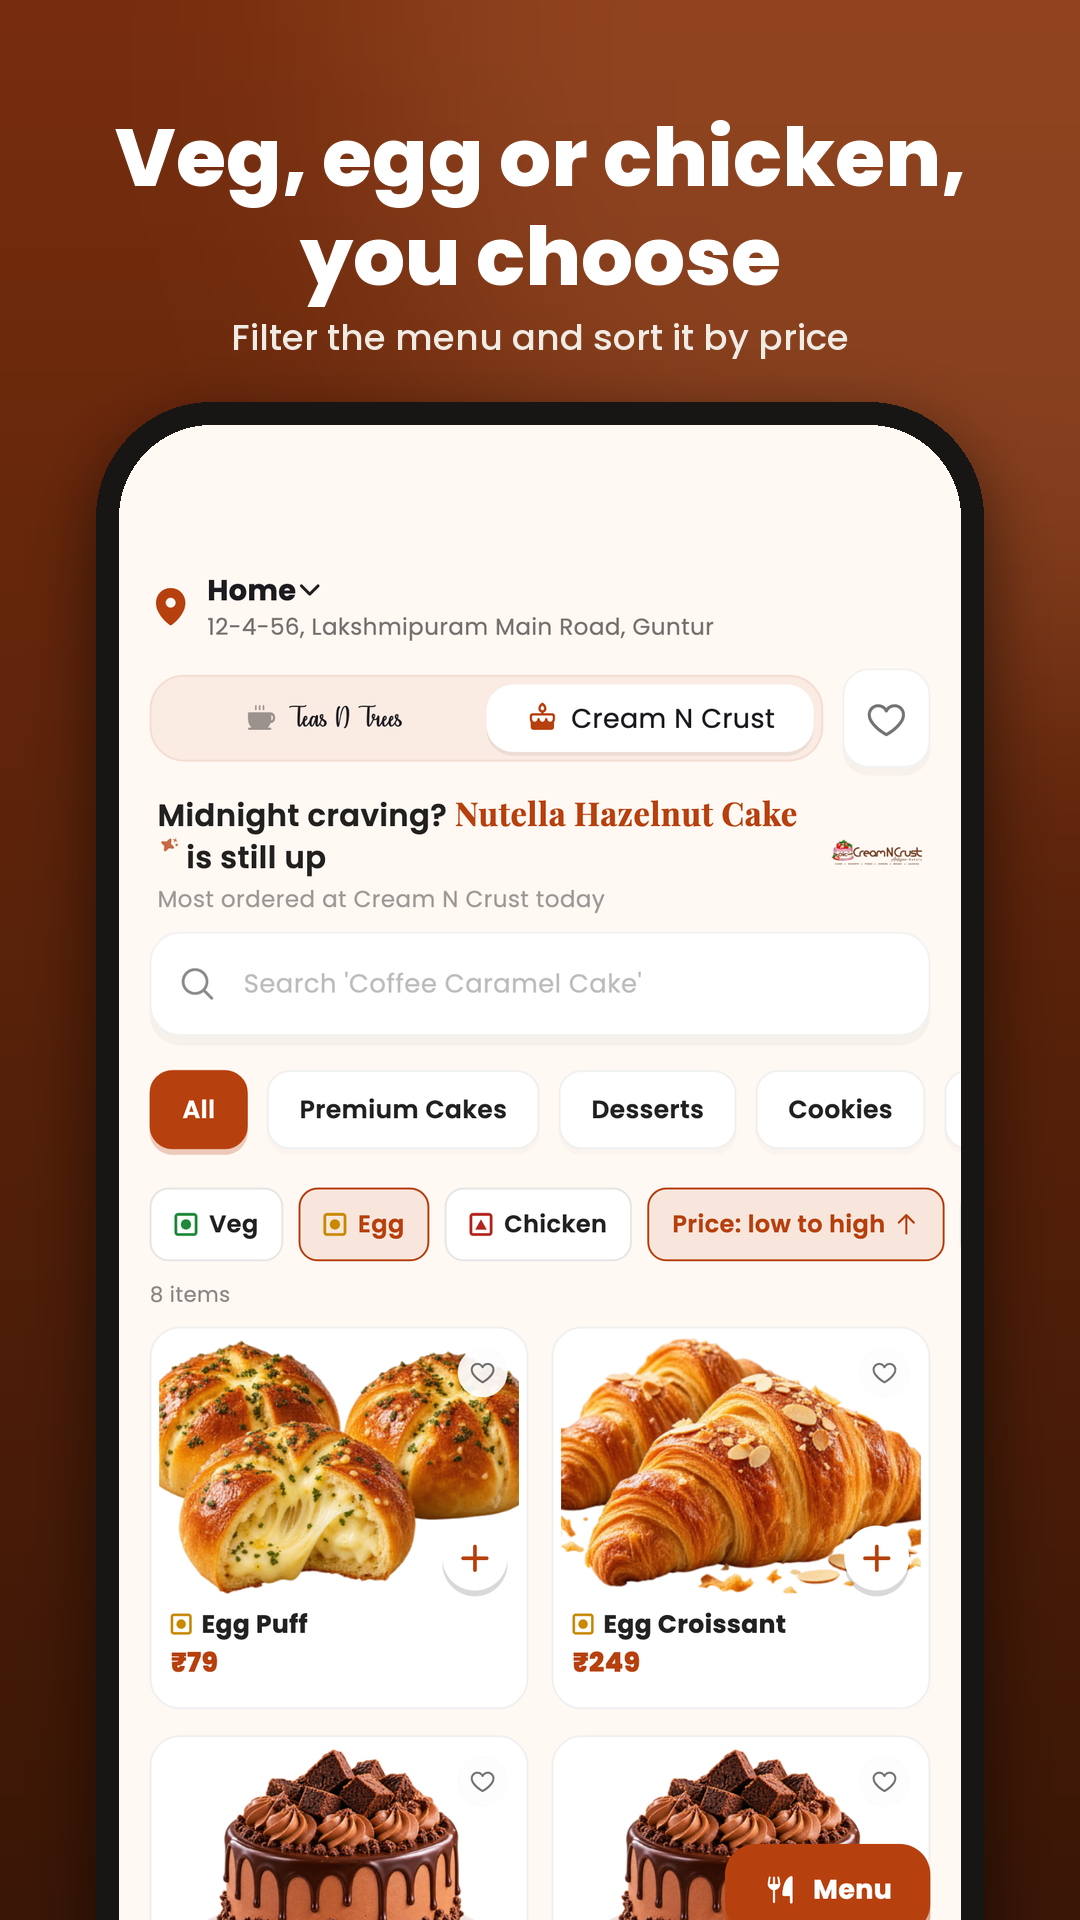 Veg, egg or chicken,
you choose
Filter the menu and sort it by price
Home
12-4-56, Lakshmipuram Main Road, Guntur
Teas N Trees
Cream N Crust
Midnight craving? Nutella Hazelnut Cake
is still up
CreamNCrust
Most ordered at Cream N Crust today
Search 'Coffee Caramel Cake'
All
Premium Cakes
Desserts
Cookies
Veg
Egg
Chicken
Price: low to high ↑
8 items
Egg Puff
₹79
Egg Croissant
₹249
Menu